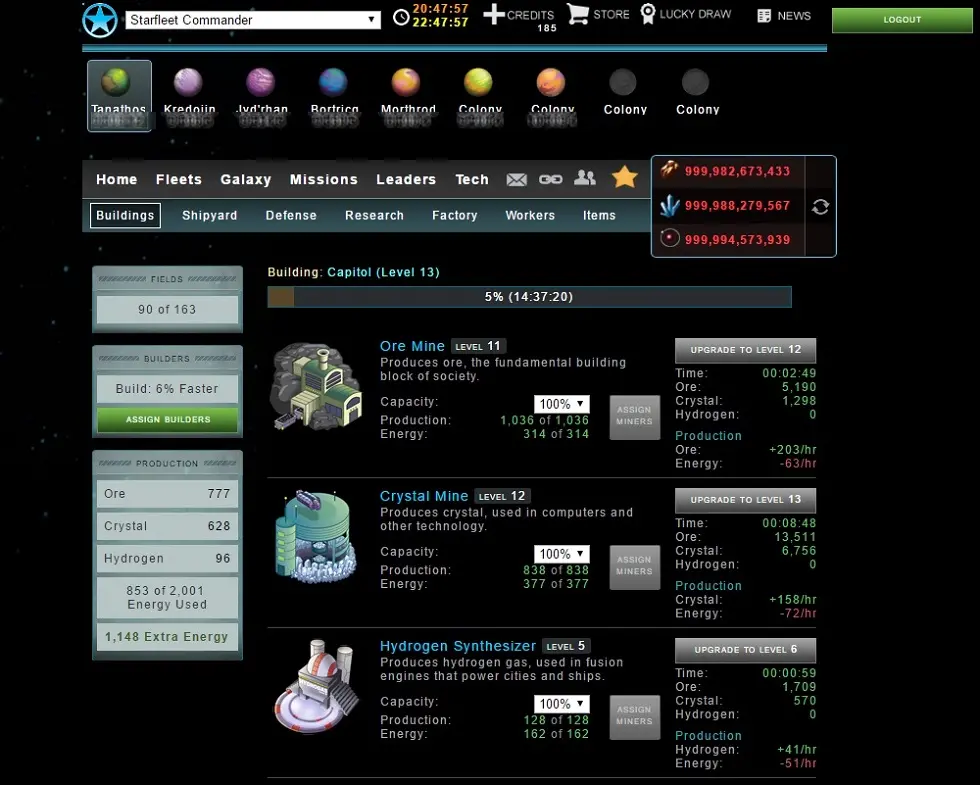 Starfleet Commander
20:47:57
22:47:57
CREDITS
185
STORE
LUCKY DRAW
NEWS
LOGOUT
Tanathos
Kredojin
Jyd'rhan
Bortricn
Morthrod
Colony
Colony
Colony
Colony
Home Fleets Galaxy Missions Leaders Tech
999,982,673,433
999,988,279,567
999,994,573,939
Buildings Shipyard Defense Research Factory Workers Items
FIELDS
90 of 163
BUILDERS
Build: 6% Faster
ASSIGN BUILDERS
PRODUCTION
Ore 777
Crystal 628
Hydrogen 96
853 of 2,001
Energy Used
1,148 Extra Energy
Building: Capitol (Level 13)
5% (14:37:20)
Ore Mine LEVEL 11
Produces ore, the fundamental building
block of society.
Capacity: 100%
Production: 1,036 of 1,036
Energy: 314 of 314
ASSIGN
MINERS
UPGRADE TO LEVEL 12
Time: 00:02:49
Ore: 5,190
Crystal: 1,298
Hydrogen: 0
Production
Ore: +203/hr
Energy: -63/hr
Crystal Mine LEVEL 12
Produces crystal, used in computers and
other technology.
Capacity: 100%
Production: 838 of 838
Energy: 377 of 377
ASSIGN
MINERS
UPGRADE TO LEVEL 13
Time: 00:08:48
Ore: 13,511
Crystal: 6,756
Hydrogen: 0
Production
Crystal: +158/hr
Energy: -72/hr
Hydrogen Synthesizer LEVEL 5
Produces hydrogen gas, used in fusion
engines that power cities and ships.
Capacity: 100%
Production: 128 of 128
Energy: 162 of 162
ASSIGN
MINERS
UPGRADE TO LEVEL 6
Time: 00:00:59
Ore: 1,709
Crystal: 570
Hydrogen: 0
Production
Hydrogen: +41/hr
Energy: -51/hr